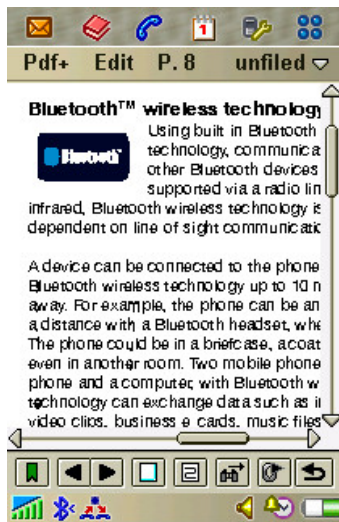 1
Pdf+ Edit P. 8 unfiled
Bluetooth™ wireless technology
Using built in Bluetooth
Bluetooth
technology, communica
other Bluetooth devices
supported via a radio lin
infrared, Bluetooth wireless technology is
dependent on line of sight communicatic
A device can be connected to the phone
Bluetooth wireless technology up to 10 m
away. For example, the phone can be an
a distance with a Bluetooth headset, whe
The phone could be in a briefcase, a coat
even in another room. Two mobile phone
phone and a computer, with Bluetooth w
technology can exchange data such as i
video clips, business e cards, music files